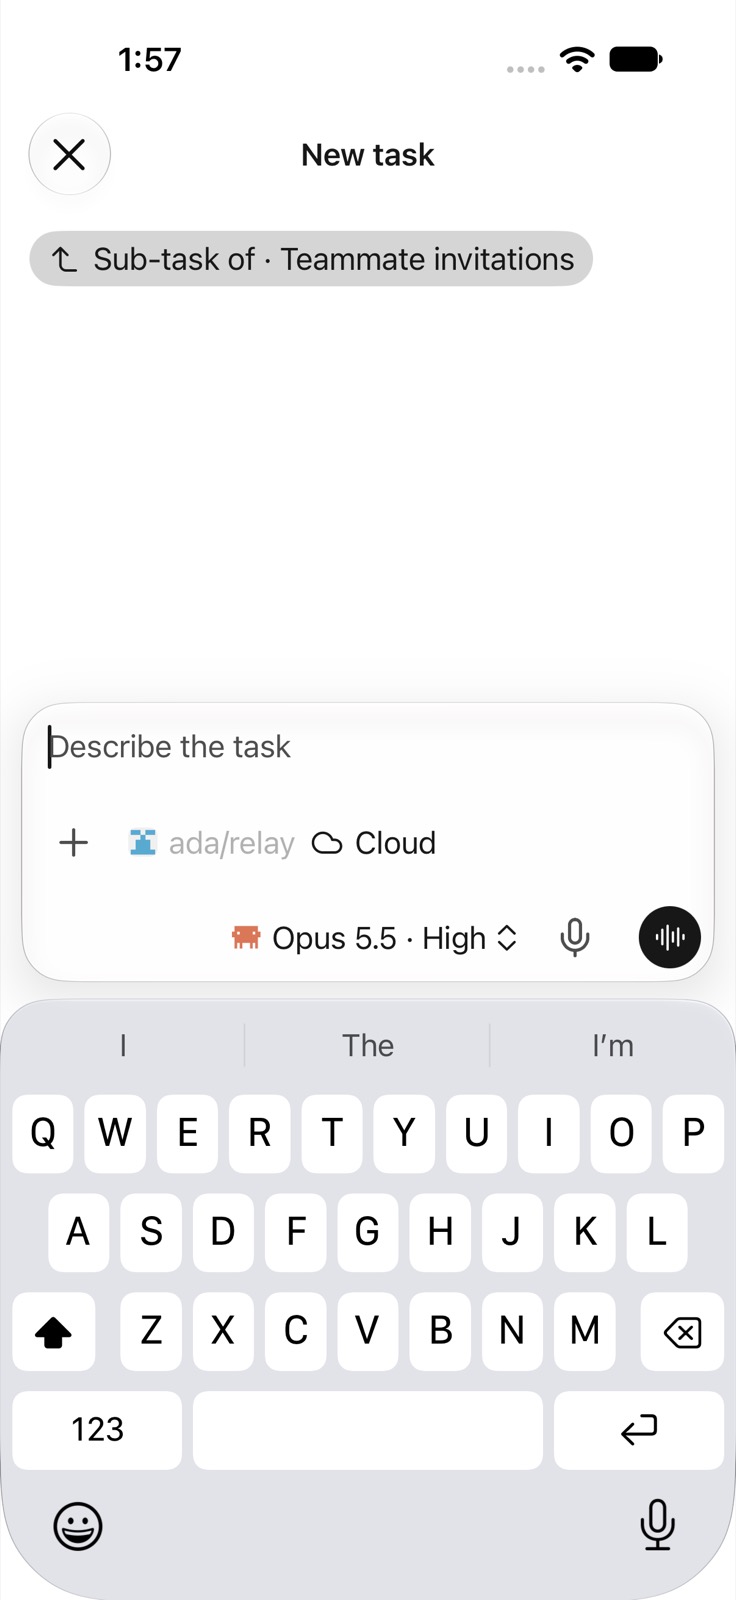 1:57
New task
Sub-task of · Teammate invitations
Describe the task
ada/relay Cloud
Opus 5.5 · High
I The I’m
Q W E R T Y U I O P
A S D F G H J K L
Z X C V B N M
123